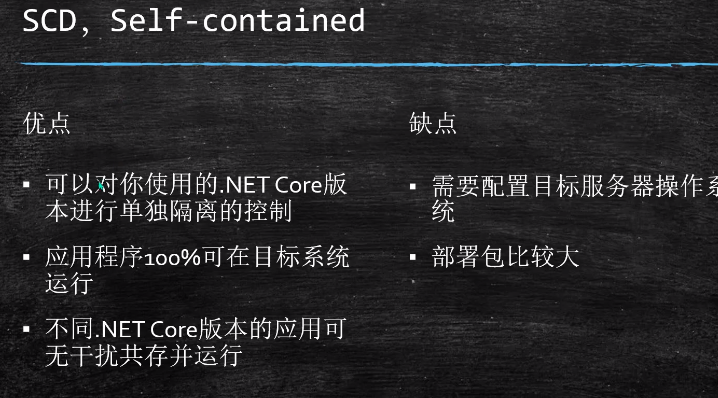 SCD, Self-contained
优点
▪ 可以对你使用的.NET Core版
本进行单独隔离的控制
▪ 应用程序100%可在目标系统
运行
▪ 不同.NET Core版本的应用可
无干扰共存并运行
缺点
▪ 需要配置目标服务器操作系
统
▪ 部署包比较大